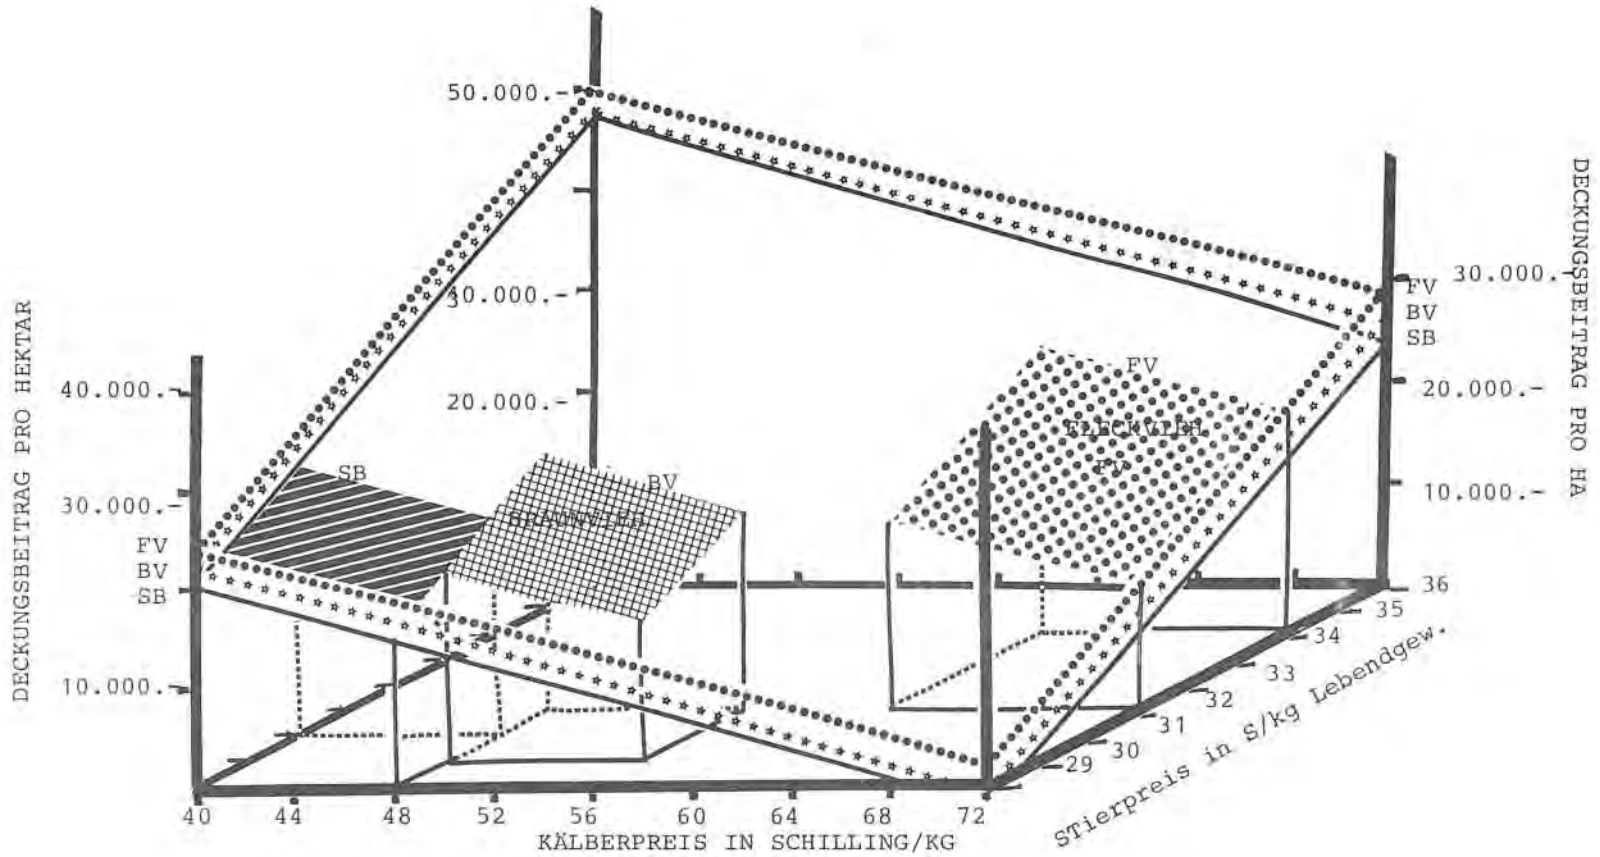 50.000.-
30.000.-
20.000.-
DECKUNGSBEITRAG PRO HEKTAR
40.000.-
30.000.-
FV
BV
SB
10.000.-
SB
BV
BRAUNVIEH
FV
FLECKVIEH
FV
30.000.-
FV
BV
SB
20.000.-
10.000.-
DECKUNGSBEITRAG PRO HA
36
35
34
33
32
31
30
29
STierpreis in S/kg Lebendgew.
40 44 48 52 56 60 64 68 72
KÄLBERPREIS IN SCHILLING/KG